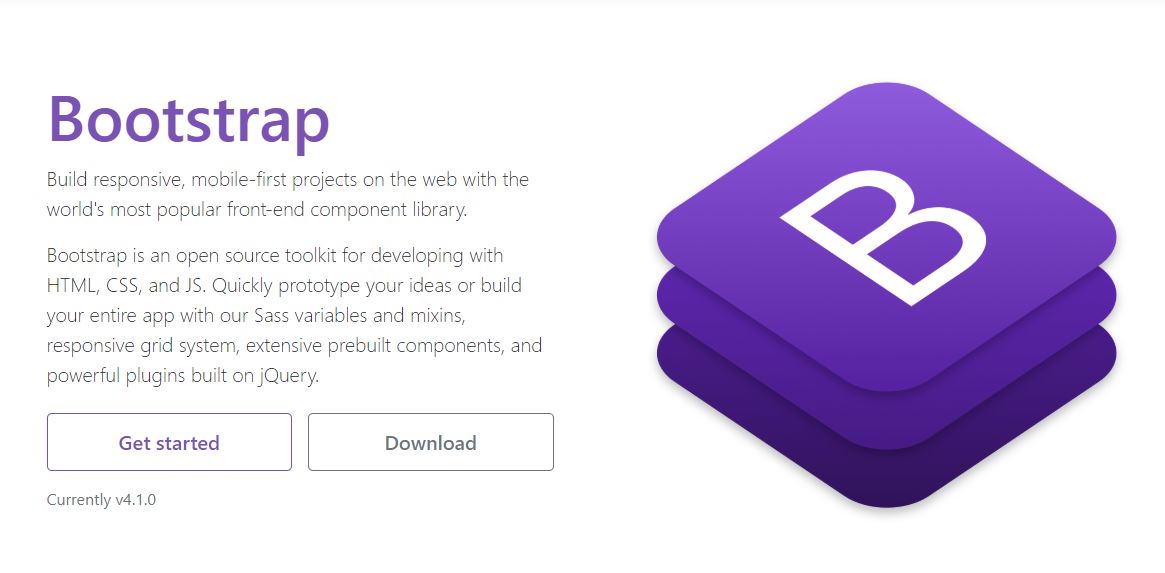 Bootstrap
Build responsive, mobile-first projects on the web with the
world's most popular front-end component library.
Bootstrap is an open source toolkit for developing with
HTML, CSS, and JS. Quickly prototype your ideas or build
your entire app with our Sass variables and mixins,
responsive grid system, extensive prebuilt components, and
powerful plugins built on jQuery.
Get started
Download
Currently v4.1.0
B